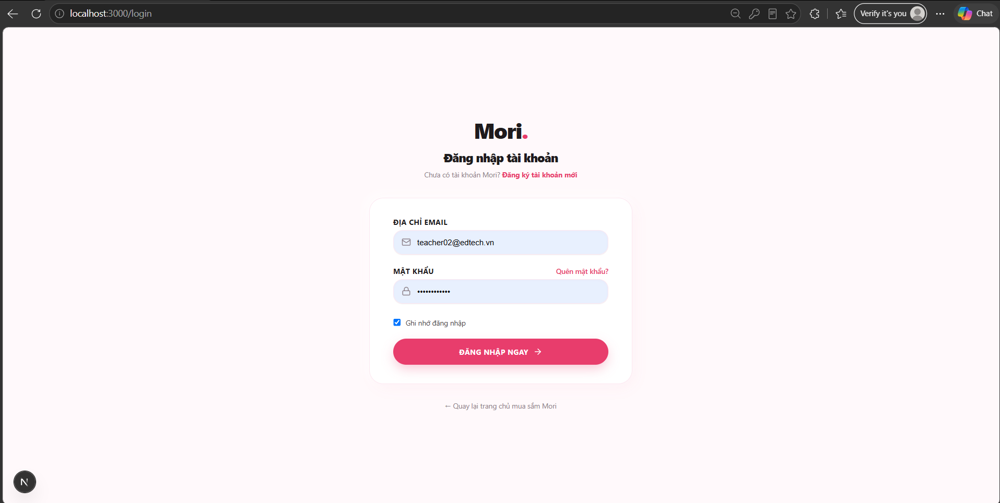 localhost:3000/login
Verify it's you
Chat
Mori.
Đăng nhập tài khoản
Chưa có tài khoản Mori? Đăng ký tài khoản mới
ĐỊA CHỈ EMAIL
teacher02@edtech.vn
MẬT KHẨU
Quên mật khẩu?
••••••••••••
Ghi nhớ đăng nhập
ĐĂNG NHẬP NGAY →
← Quay lại trang chủ mua sắm Mori
N